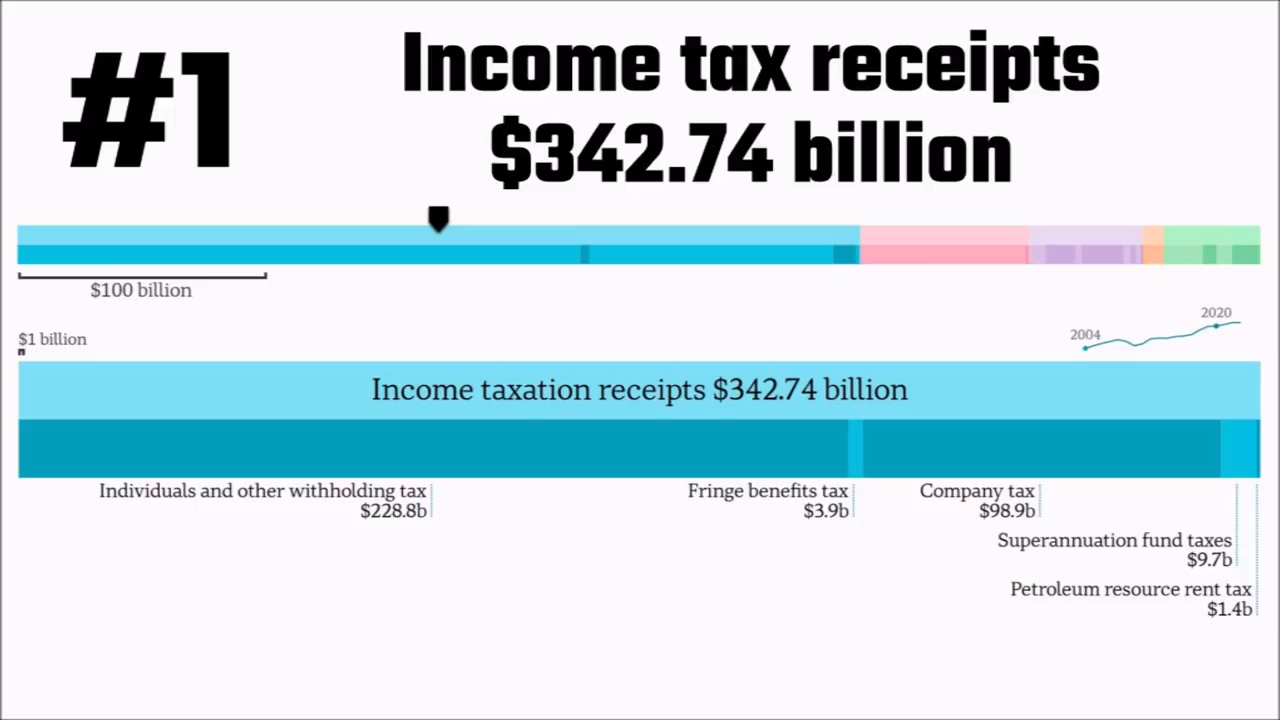 #1
Income tax receipts
$342.74 billion
$100 billion
$1 billion
2004
2020
Income taxation receipts $342.74 billion
Individuals and other withholding tax
$228.8b
Fringe benefits tax
$3.9b
Company tax
$98.9b
Superannuation fund taxes
$9.7b
Petroleum resource rent tax
$1.4b